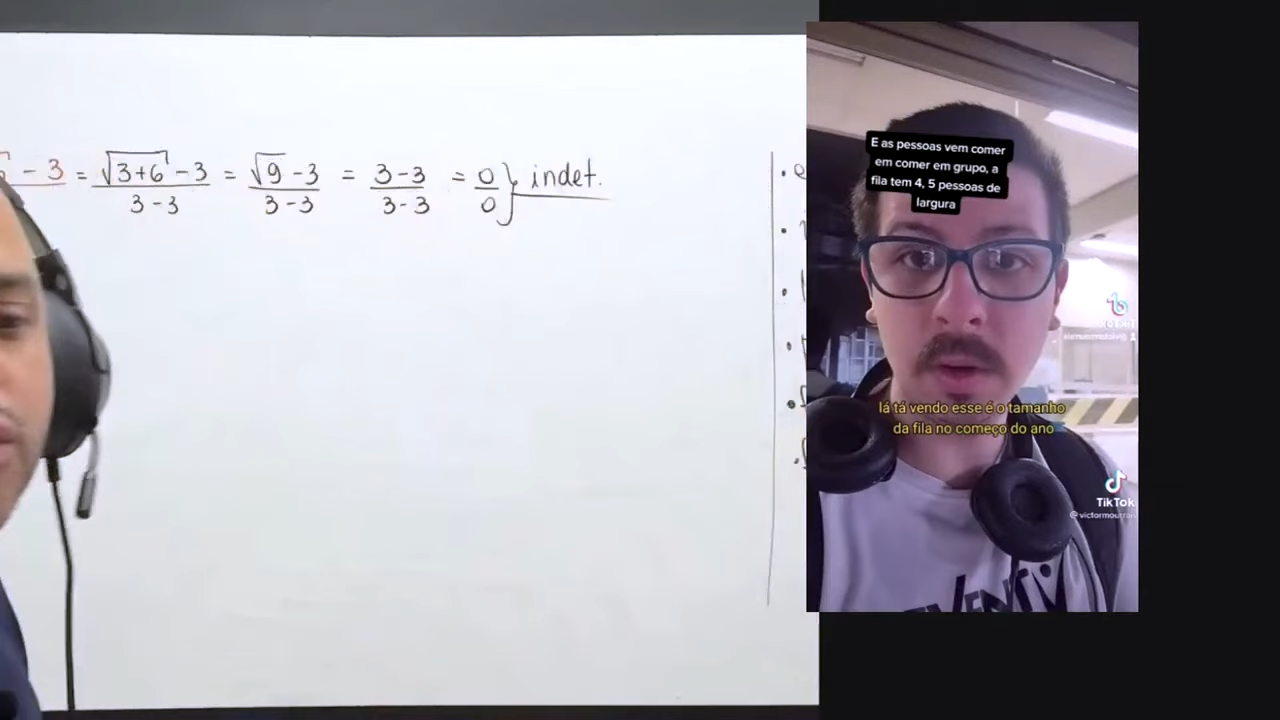 - 3 = √3+6 - 3 / 3 - 3 = √9 - 3 / 3 - 3 = 3 - 3 / 3 - 3 = 0 / 0 } indet.
E as pessoas vem comer
em comer em grupo, a
fila tem 4, 5 pessoas de
largura
lá tá vendo esse é o tamanho
da fila no começo do ano
TikTok